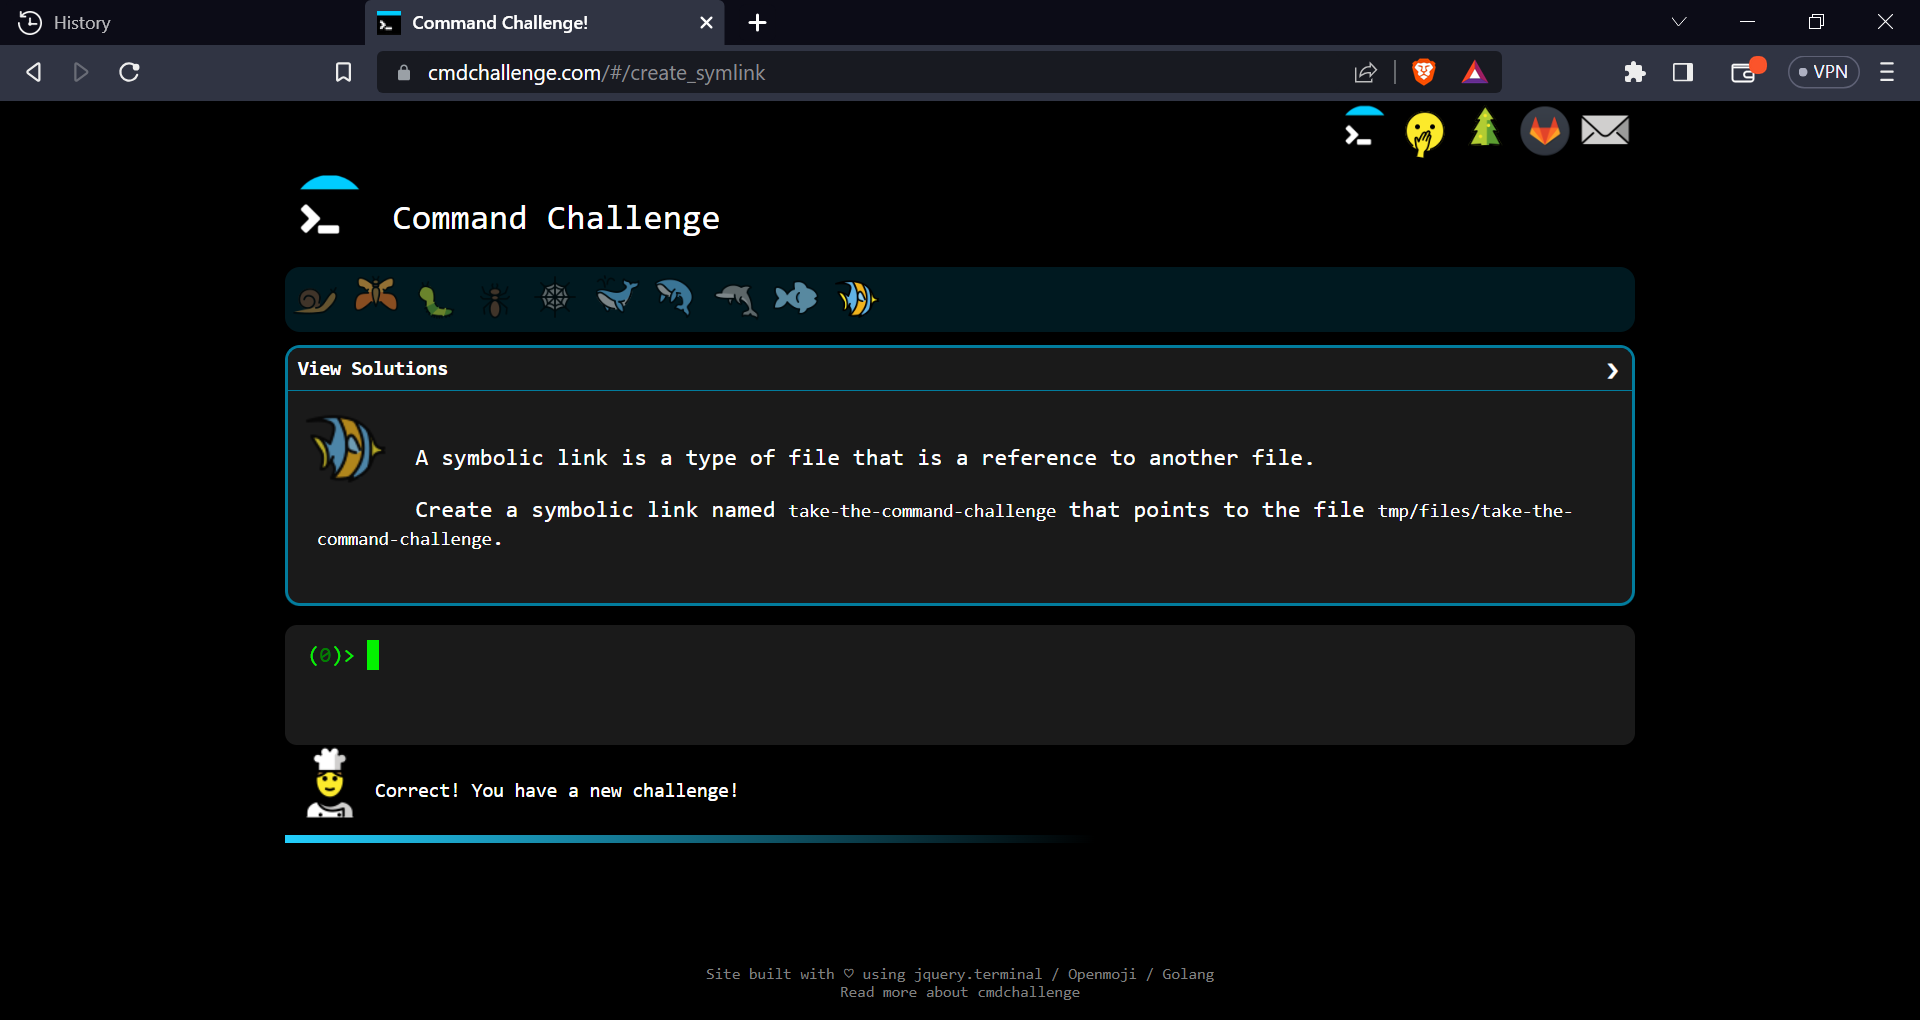 History
Command Challenge!
cmdchallenge.com/#/create_symlink
VPN
Command Challenge
View Solutions
A symbolic link is a type of file that is a reference to another file.
Create a symbolic link named take-the-command-challenge that points to the file tmp/files/take-the-
command-challenge.
(0)>
Correct! You have a new challenge!
Site built with ♡ using jquery.terminal / Openmoji / Golang
Read more about cmdchallenge